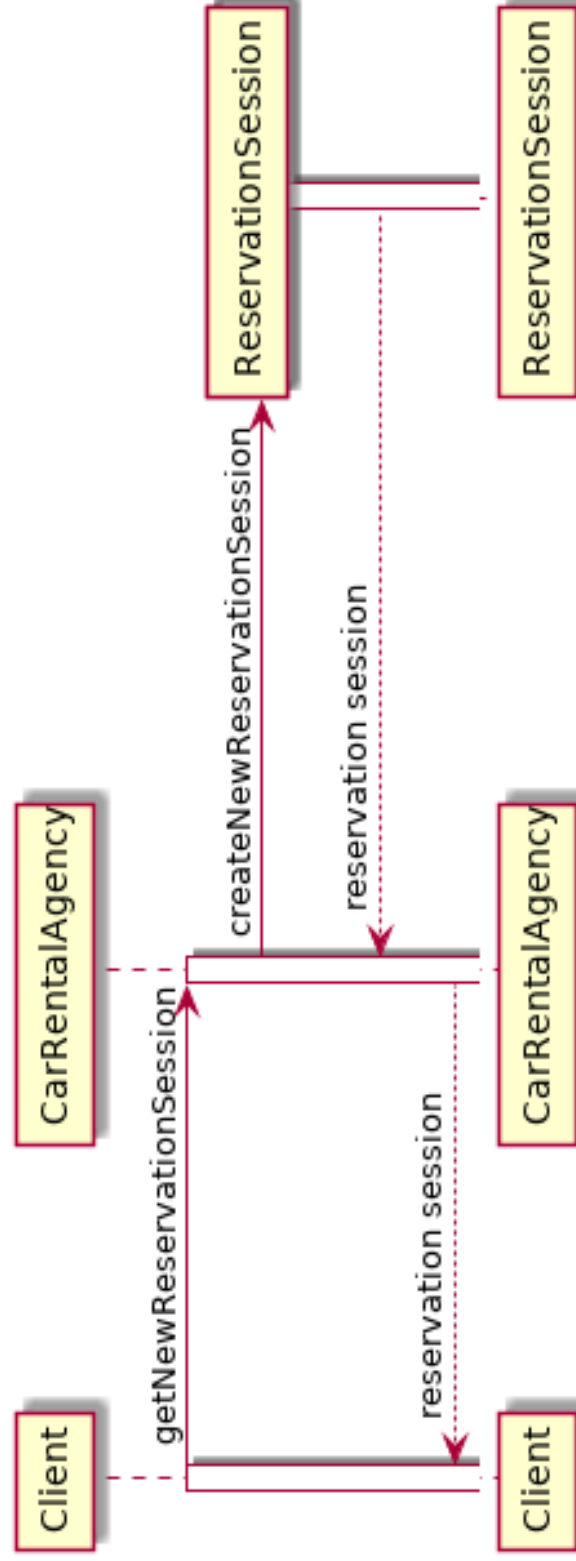 Client
CarRentalAgency
getNewReservationSession
createNewReservationSession
ReservationSession
reservation session
reservation session
Client
CarRentalAgency
ReservationSession